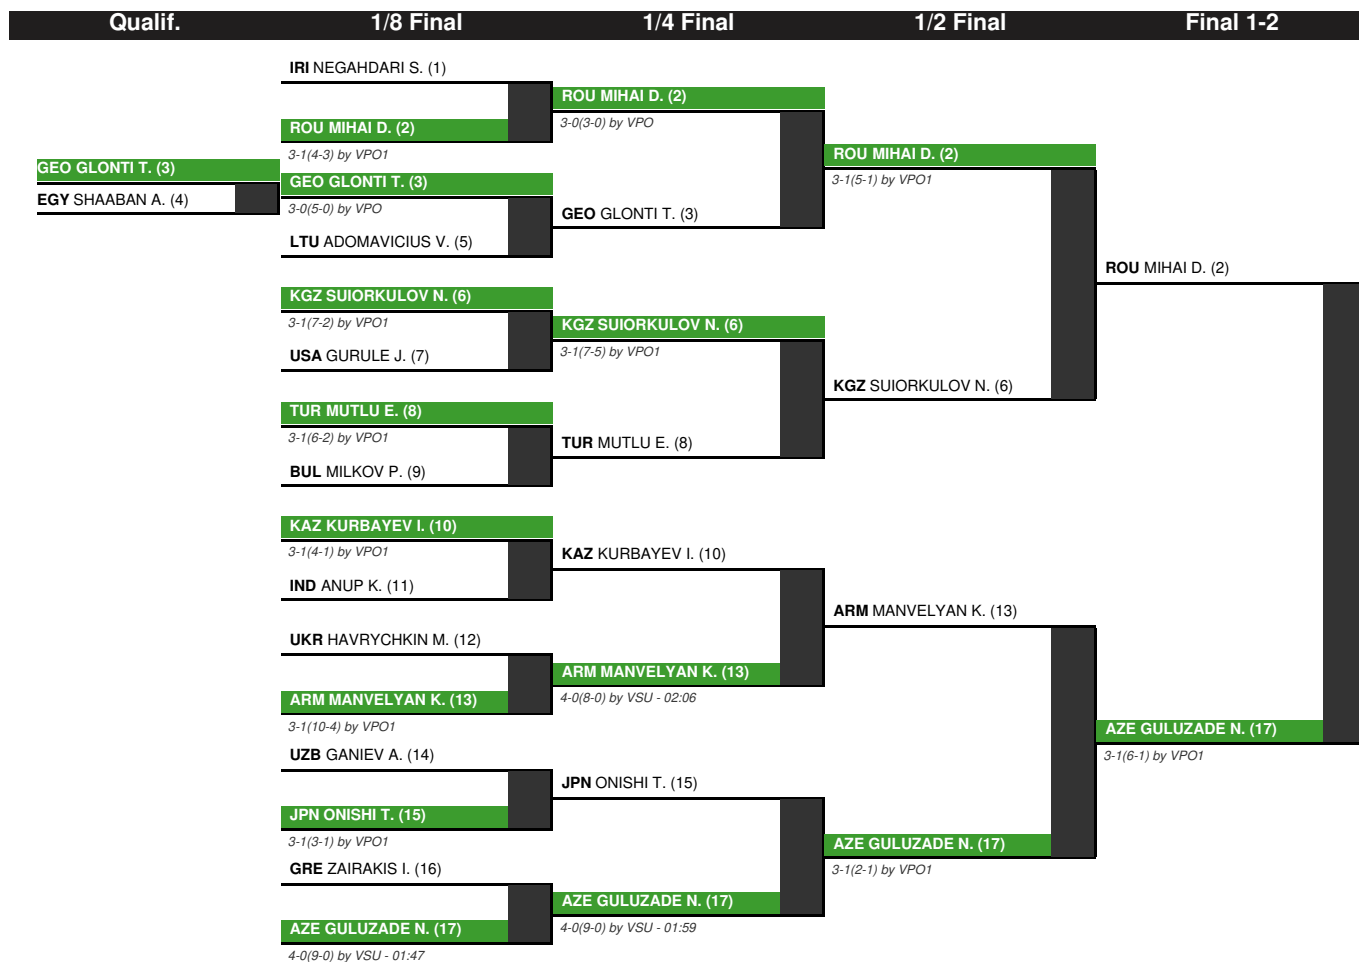 Qualif. 1/8 Final 1/4 Final 1/2 Final Final 1-2
GEO GLONTI T. (3)
EGY SHAABAN A. (4)
IRI NEGAHDARI S. (1)
ROU MIHAI D. (2)
3-1(4-3) by VPO1
GEO GLONTI T. (3)
3-0(5-0) by VPO
LTU ADOMAVICIUS V. (5)
KGZ SUIORKULOV N. (6)
3-1(7-2) by VPO1
USA GURULE J. (7)
TUR MUTLU E. (8)
3-1(6-2) by VPO1
BUL MILKOV P. (9)
KAZ KURBAYEV I. (10)
3-1(4-1) by VPO1
IND ANUP K. (11)
UKR HAVRYCHKIN M. (12)
ARM MANVELYAN K. (13)
3-1(10-4) by VPO1
UZB GANIEV A. (14)
JPN ONISHI T. (15)
3-1(3-1) by VPO1
GRE ZAIRAKIS I. (16)
AZE GULUZADE N. (17)
4-0(9-0) by VSU - 01:47
ROU MIHAI D. (2)
3-0(3-0) by VPO
GEO GLONTI T. (3)
KGZ SUIORKULOV N. (6)
3-1(7-5) by VPO1
TUR MUTLU E. (8)
KAZ KURBAYEV I. (10)
ARM MANVELYAN K. (13)
4-0(8-0) by VSU - 02:06
JPN ONISHI T. (15)
AZE GULUZADE N. (17)
4-0(9-0) by VSU - 01:59
ROU MIHAI D. (2)
3-1(5-1) by VPO1
KGZ SUIORKULOV N. (6)
ARM MANVELYAN K. (13)
AZE GULUZADE N. (17)
3-1(2-1) by VPO1
ROU MIHAI D. (2)
AZE GULUZADE N. (17)
3-1(6-1) by VPO1